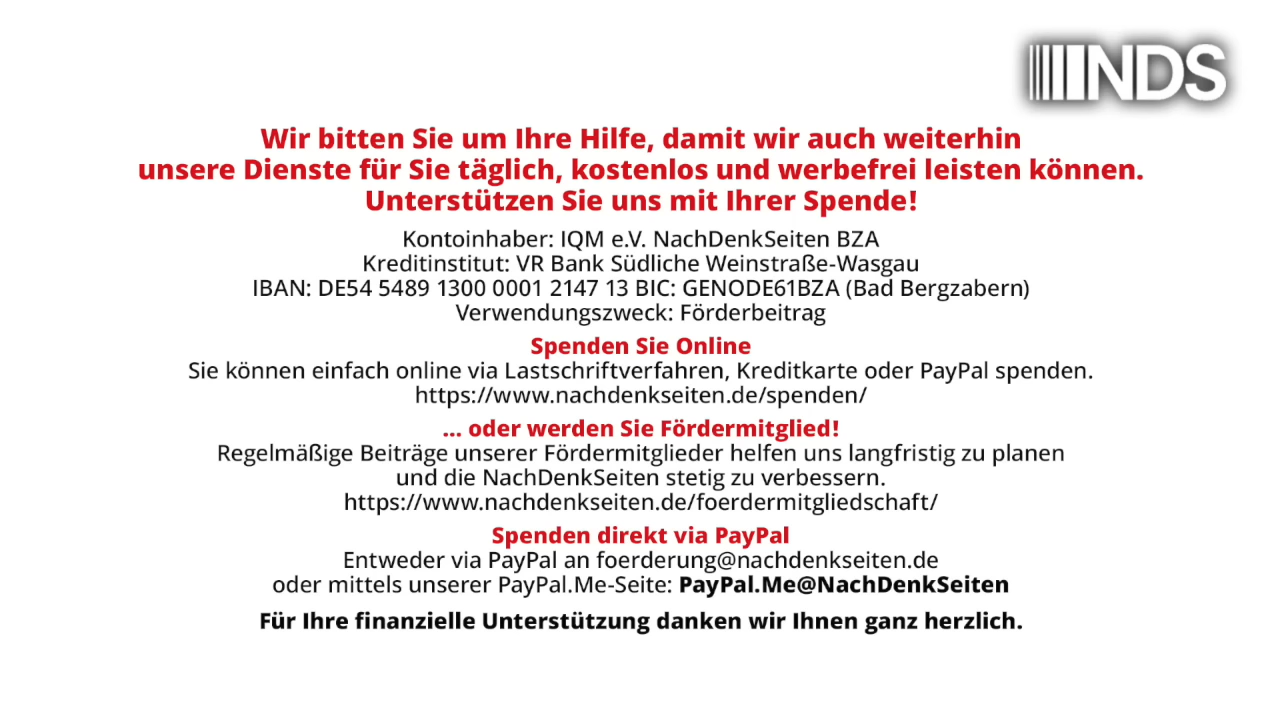 NDS
Wir bitten Sie um Ihre Hilfe, damit wir auch weiterhin
unsere Dienste für Sie täglich, kostenlos und werbefrei leisten können.
Unterstützen Sie uns mit Ihrer Spende!
Kontoinhaber: IQM e.V. NachDenkSeiten BZA
Kreditinstitut: VR Bank Südliche Weinstraße-Wasgau
IBAN: DE54 5489 1300 0001 2147 13 BIC: GENODE61BZA (Bad Bergzabern)
Verwendungszweck: Förderbeitrag
Spenden Sie Online
Sie können einfach online via Lastschriftverfahren, Kreditkarte oder PayPal spenden.
https://www.nachdenkseiten.de/spenden/
... oder werden Sie Fördermitglied!
Regelmäßige Beiträge unserer Fördermitglieder helfen uns langfristig zu planen
und die NachDenkSeiten stetig zu verbessern.
https://www.nachdenkseiten.de/foerdermitgliedschaft/
Spenden direkt via PayPal
Entweder via PayPal an foerderung@nachdenkseiten.de
oder mittels unserer PayPal.Me-Seite: PayPal.Me@NachDenkSeiten
Für Ihre finanzielle Unterstützung danken wir Ihnen ganz herzlich.